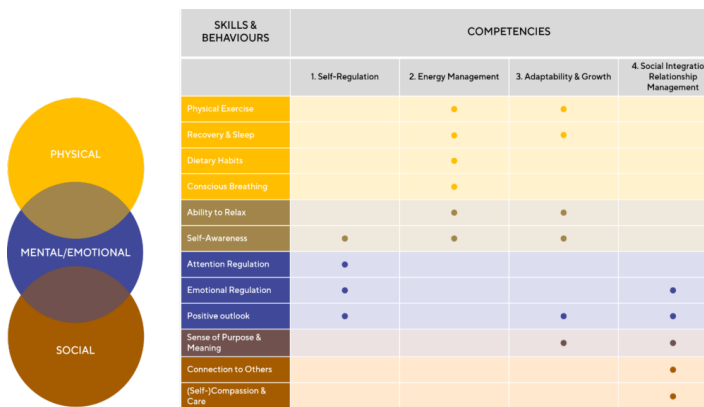 SKILLS &
BEHAVIOURS
COMPETENCIES
1. Self-Regulation
2. Energy Management
3. Adaptability & Growth
4. Social Integratio
Relationship
Management
Physical Exercise
Recovery & Sleep
Dietary Habits
Conscious Breathing
Ability to Relax
Self-Awareness
Attention Regulation
Emotional Regulation
Positive outlook
Sense of Purpose &
Meaning
Connection to Others
(Self-)Compassion &
Care
PHYSICAL
MENTAL/EMOTIONAL
SOCIAL